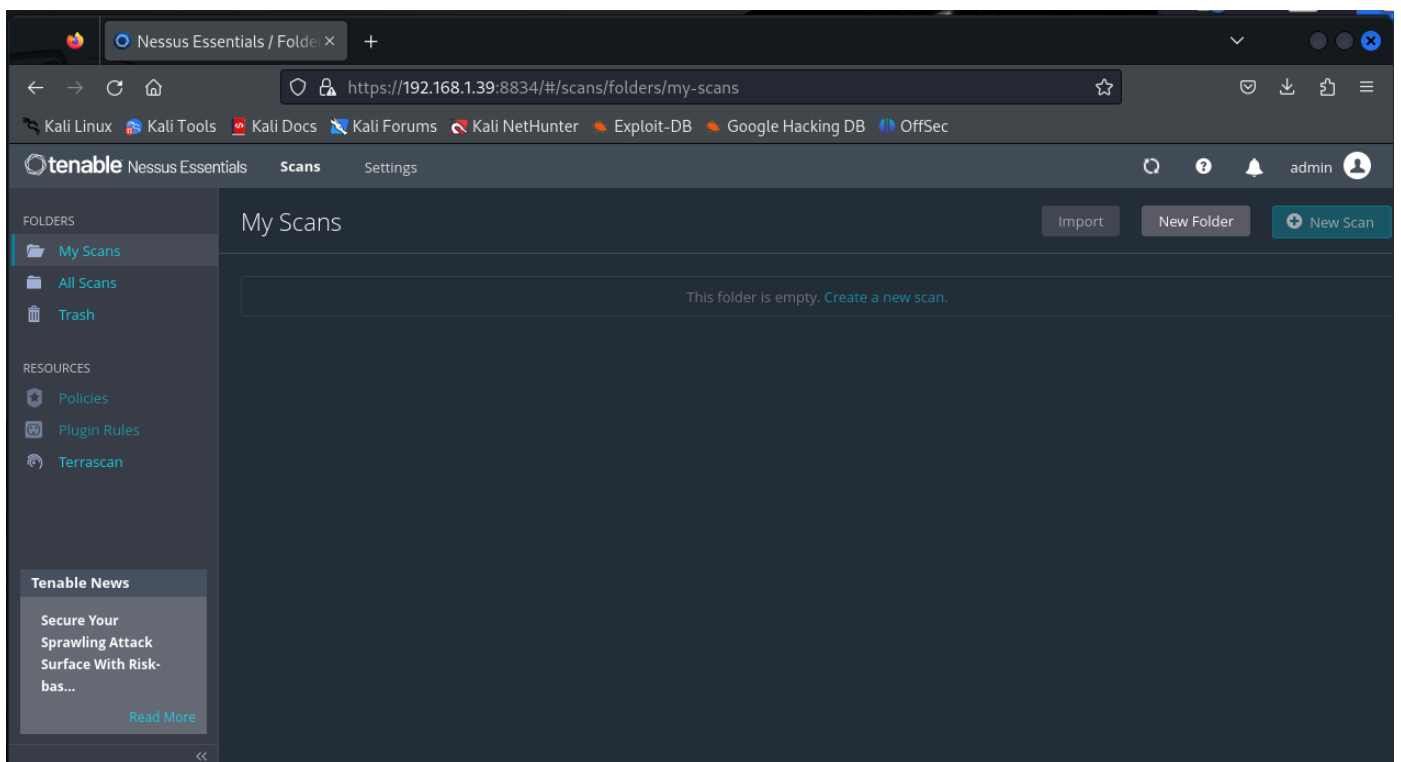 Nessus Essentials / Folde
https://192.168.1.39:8834/#/scans/folders/my-scans
Kali Linux Kali Tools Kali Docs Kali Forums Kali NetHunter Exploit-DB Google Hacking DB OffSec
tenable Nessus Essentials Scans Settings admin
FOLDERS
My Scans
All Scans
Trash
RESOURCES
Policies
Plugin Rules
Terrascan
Tenable News
Secure Your
Sprawling Attack
Surface With Risk-
bas...
Read More
My Scans Import New Folder New Scan
This folder is empty. Create a new scan.